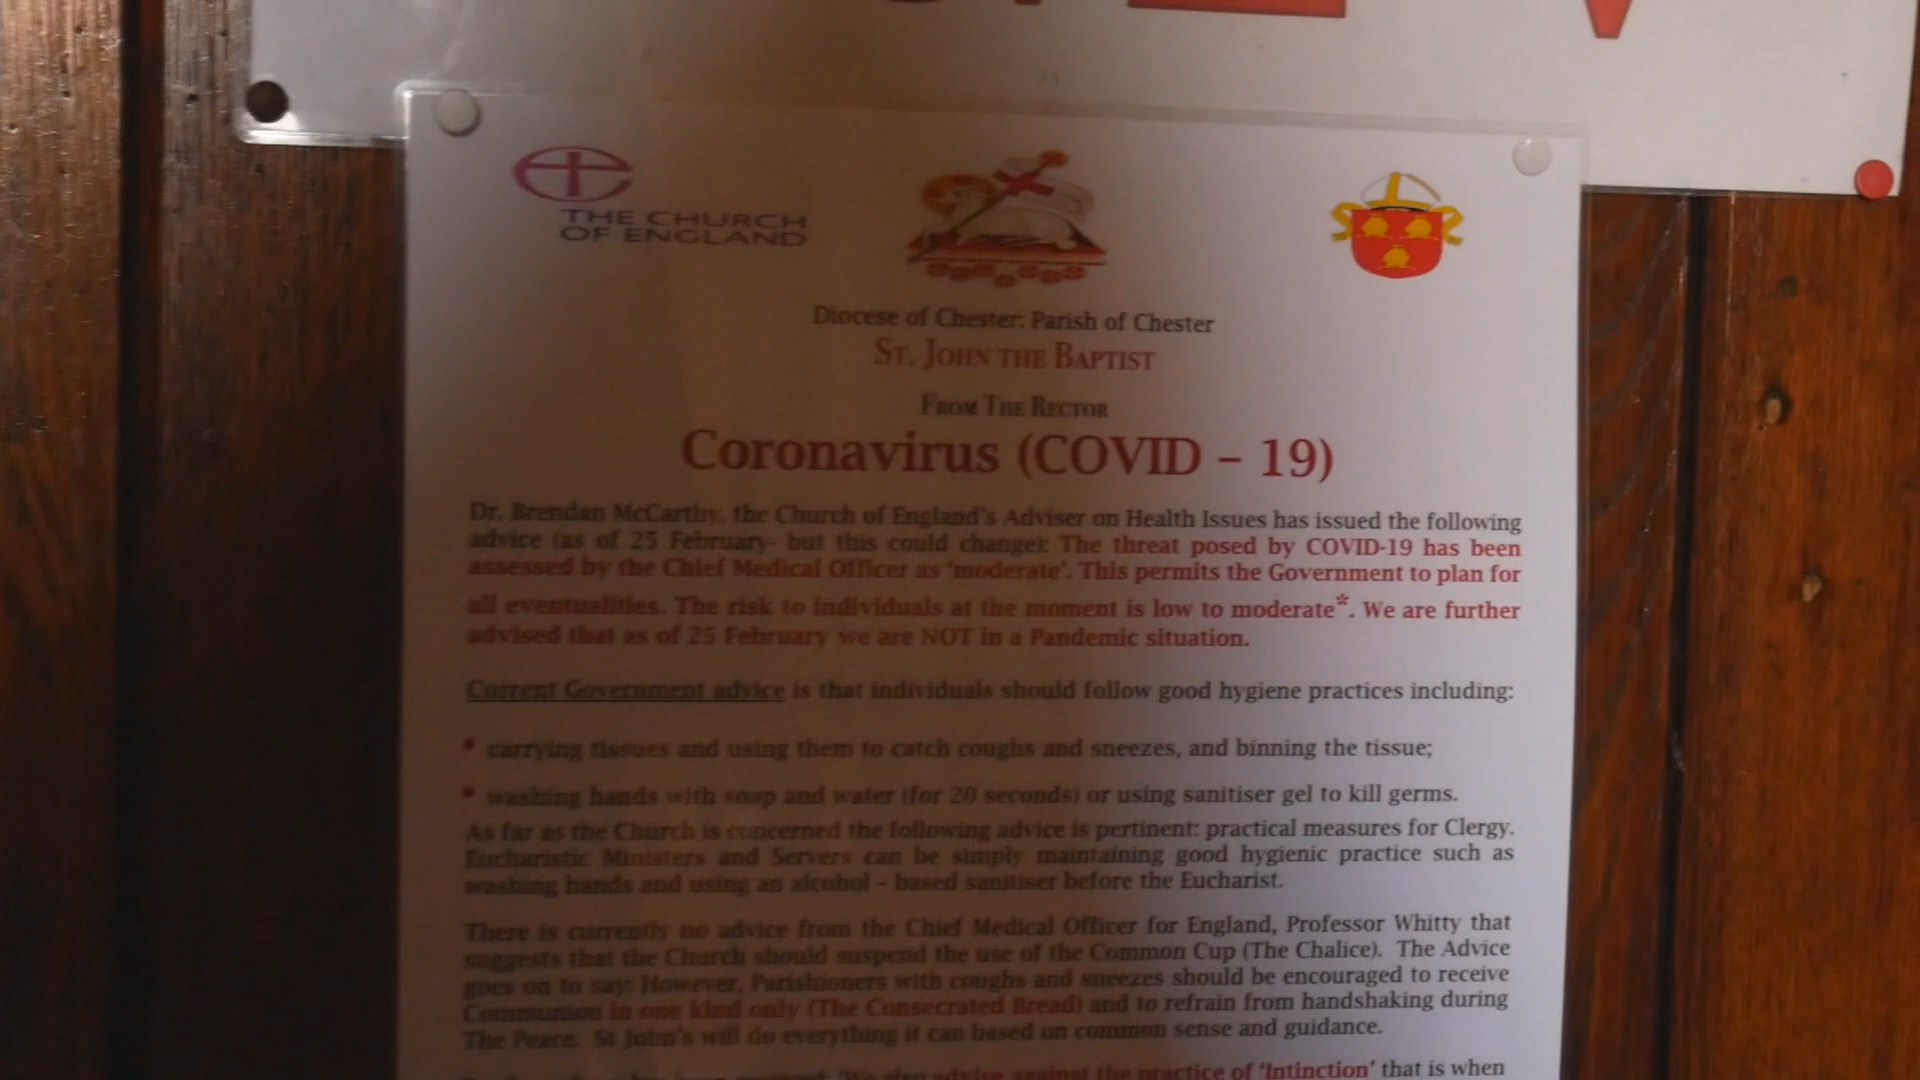 THE CHURCH
OF ENGLAND
Diocese of Chester: Parish of Chester
ST. JOHN THE BAPTIST
FROM THE RECTOR
Coronavirus (COVID – 19)
Dr. Brendan McCarthy, the Church of England's Adviser on Health Issues has issued the following
advice (as of 25 February- but this could change): The threat posed by COVID-19 has been
assessed by the Chief Medical Officer as 'moderate'. This permits the Government to plan for
all eventualities. The risk to individuals at the moment is low to moderate*. We are further
advised that as of 25 February we are NOT in a Pandemic situation.
Current Government advice is that individuals should follow good hygiene practices including:
* carrying tissues and using them to catch coughs and sneezes, and binning the tissue;
* washing hands with soap and water (for 20 seconds) or using sanitiser gel to kill germs.
As far as the Church is concerned the following advice is pertinent: practical measures for Clergy.
Eucharistic Ministers and Servers can be simply maintaining good hygienic practice such as
washing hands and using an alcohol - based sanitiser before the Eucharist.
There is currently no advice from the Chief Medical Officer for England, Professor Whitty that
suggests that the Church should suspend the use of the Common Cup (The Chalice). The Advice
goes on to say: However, Parishioners with coughs and sneezes should be encouraged to receive
Communion in one kind only (The Consecrated Bread) and to refrain from handshaking during
The Peace. St John's will do everything it can based on common sense and guidance.
'We also advise against the practice of 'Intinction' that is when